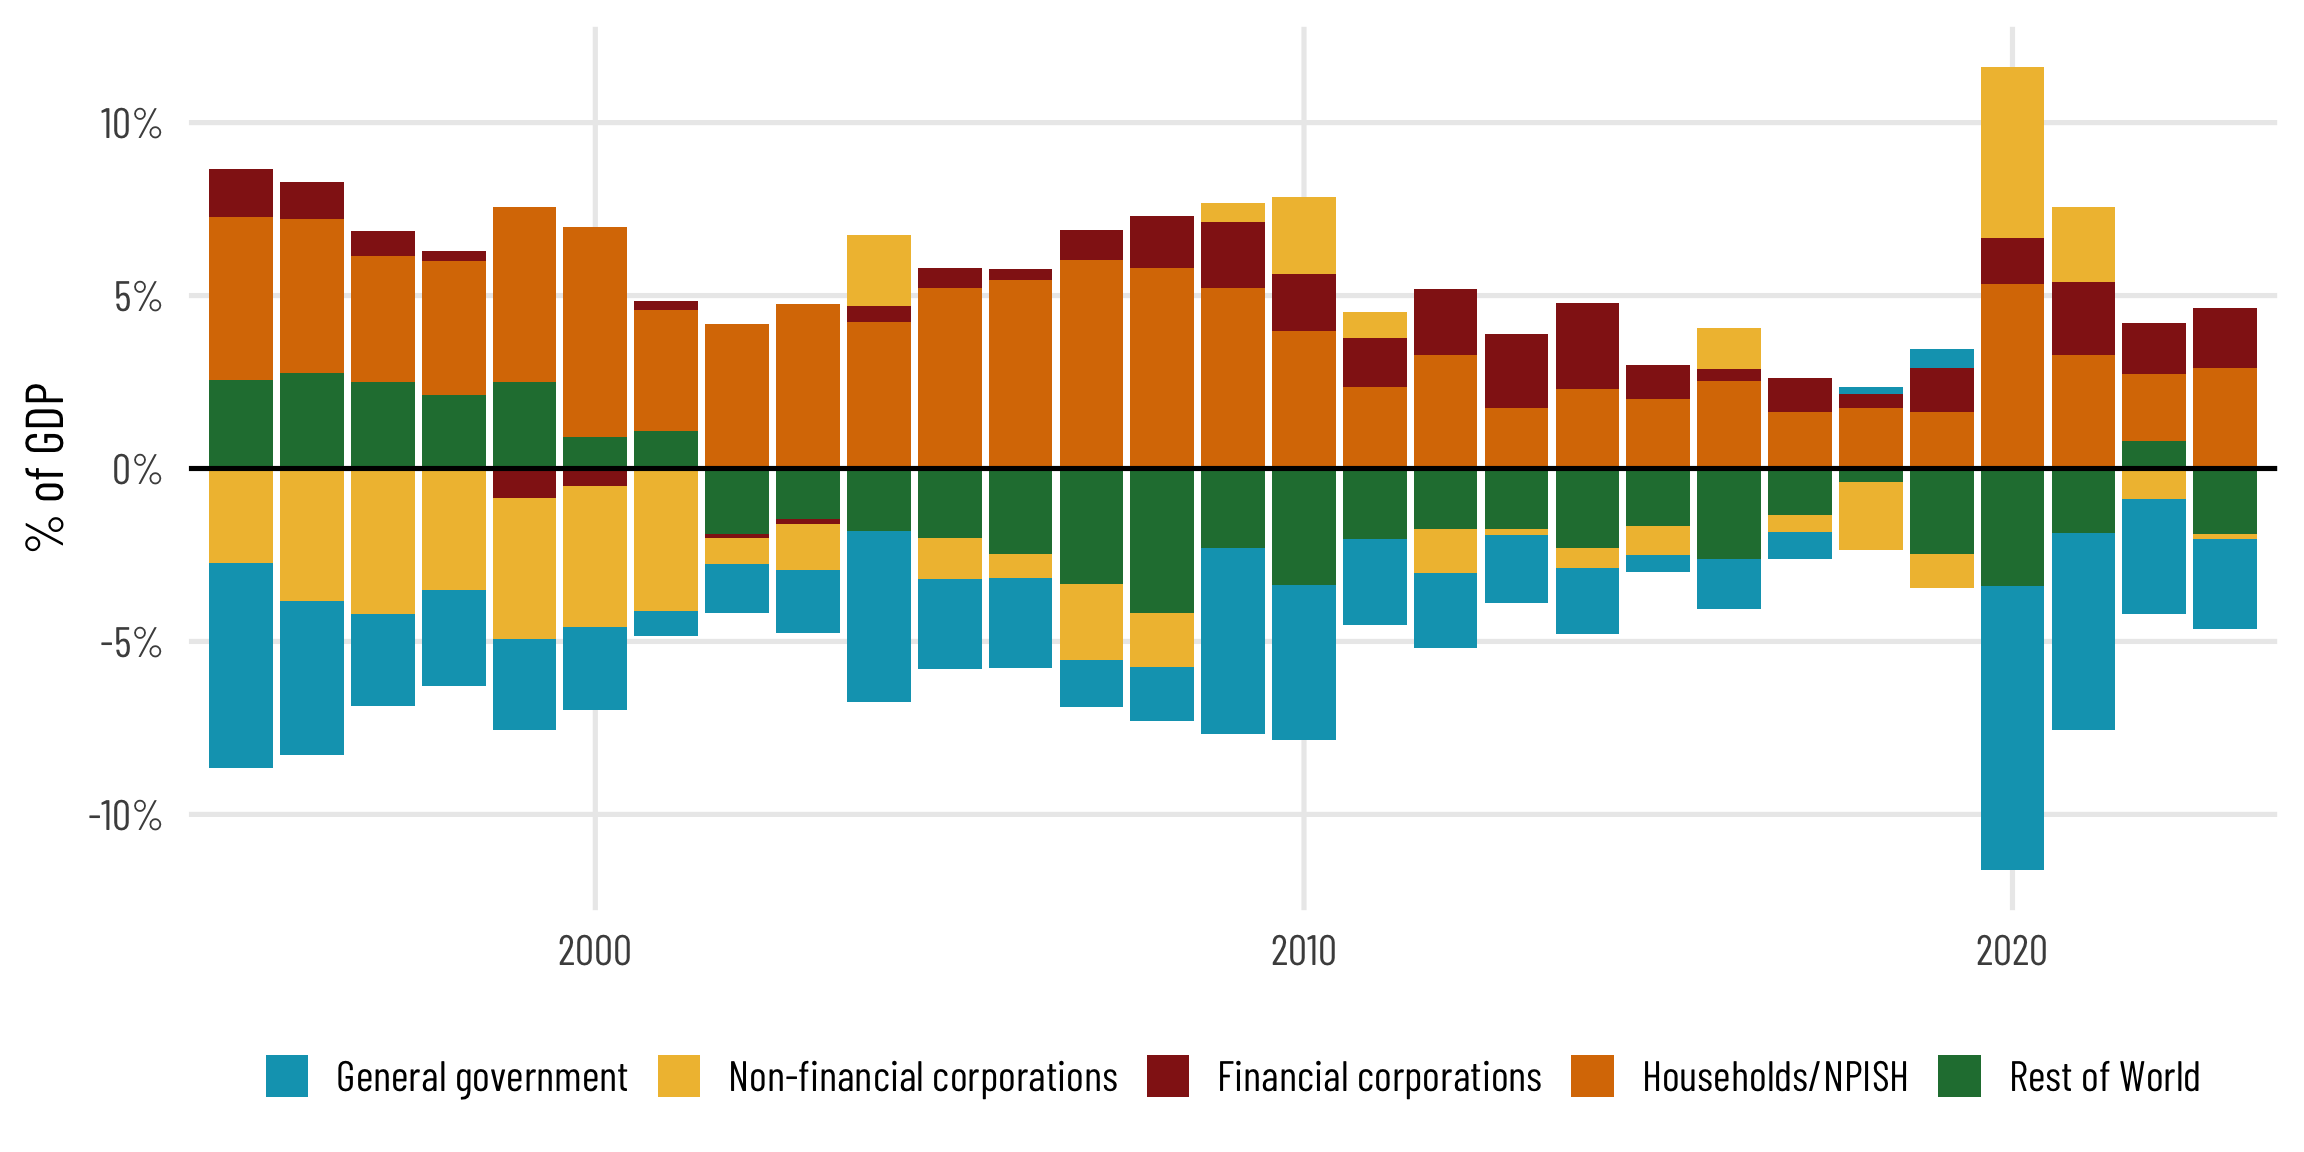 % of GDP
10%
5%
0%
-5%
-10%
2000
2010
2020
General government
Non-financial corporations
Financial corporations
Households/NPISH
Rest of World